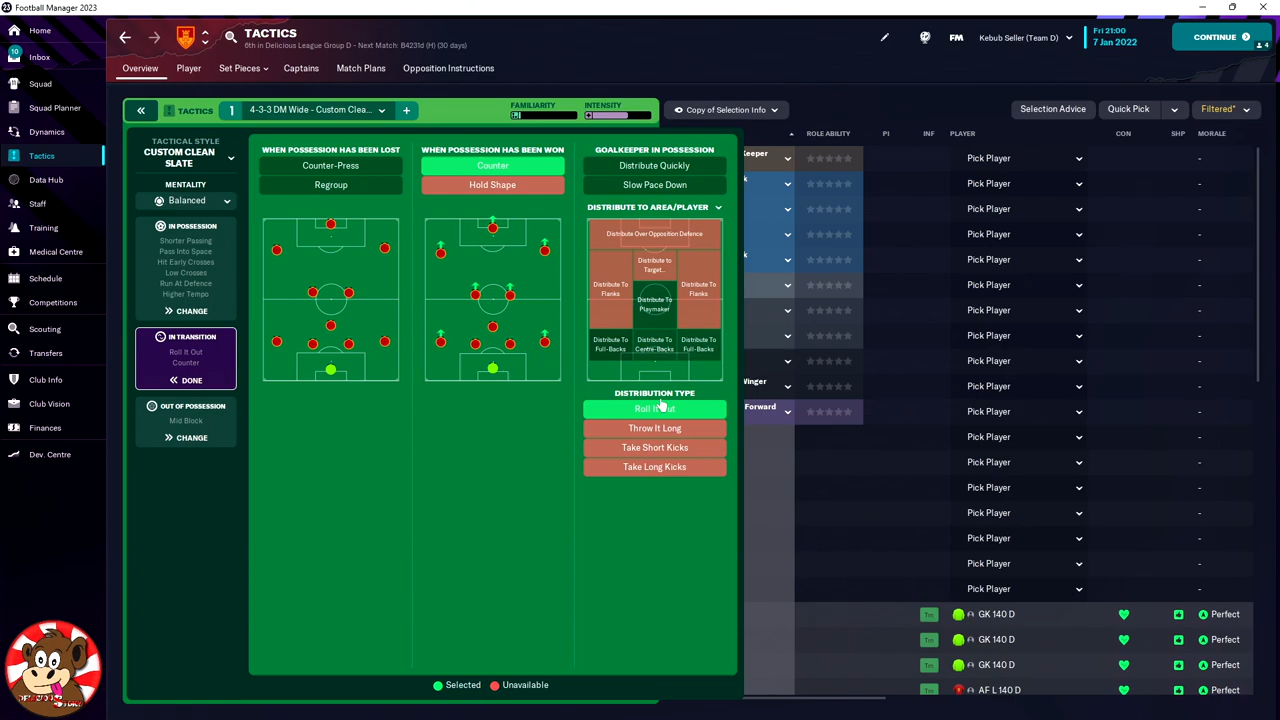 23 Football Manager 2023
Home
10 Inbox
Squad
Squad Planner
Dynamics
Tactics
Data Hub
Staff
Training
Medical Centre
Schedule
Competitions
Scouting
Transfers
Club Info
Club Vision
Finances
Dev. Centre
TACTICS
6th in Delicious League Group D - Next Match: B4231d (H) (30 days)
FM
Kebub Seller (Team D)
Fri 21:00
7 Jan 2022
CONTINUE
4
Overview
Player
Set Pieces
Captains
Match Plans
Opposition Instructions
TACTICS
1 4-3-3 DM Wide - Custom Clea...
FAMILIARITY
INTENSITY
Copy of Selection Info
Selection Advice
Quick Pick
Filtered*
TACTICAL STYLE
CUSTOM CLEAN
SLATE
MENTALITY
Balanced
IN POSSESSION
Shorter Passing
Pass Into Space
Hit Early Crosses
Low Crosses
Run At Defence
Higher Tempo
CHANGE
IN TRANSITION
Roll It Out
Counter
DONE
OUT OF POSSESSION
Mid Block
CHANGE
WHEN POSSESSION HAS BEEN LOST
Counter-Press
Regroup
WHEN POSSESSION HAS BEEN WON
Counter
Hold Shape
GOALKEEPER IN POSSESSION
Distribute Quickly
Slow Pace Down
DISTRIBUTE TO AREA/PLAYER
Distribute Over Opposition Defence
Distribute to
Target...
Distribute To
Flanks
Distribute To
Playmaker
Distribute To
Flanks
Distribute To
Full-Backs
Distribute To
Centre-Backs
Distribute To
Full-Backs
DISTRIBUTION TYPE
Roll It Out
Throw It Long
Take Short Kicks
Take Long Kicks
Selected
Unavailable
ROLE ABILITY
PI
INF
PLAYER
CON
SHP
MORALE
Keeper
Pick Player -
k
Pick Player -
Pick Player -
Pick Player -
k
Pick Player -
Pick Player -
Pick Player -
Pick Player -
Pick Player -
Winger
Pick Player -
Forward
Pick Player -
Pick Player -
Pick Player -
Pick Player -
Pick Player -
Pick Player -
Pick Player -
Pick Player -
Tm GK 140 D Perfect
Tm GK 140 D Perfect
Tm GK 140 D Perfect
Tm AF L 140 D Perfect